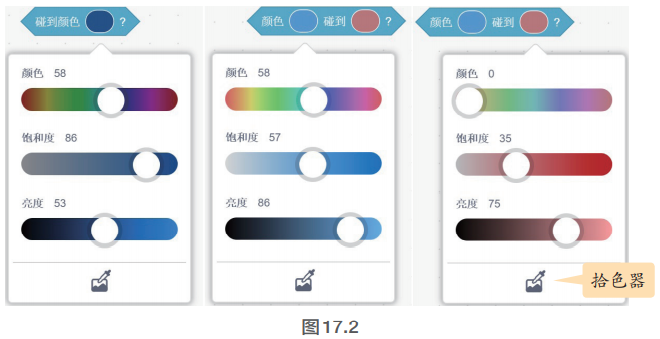 碰到颜色 ?
颜色 58
饱和度 86
亮度 53
颜色 碰到 ?
颜色 58
饱和度 57
亮度 86
颜色 碰到 ?
颜色 0
饱和度 35
亮度 75
拾色器
图17.2